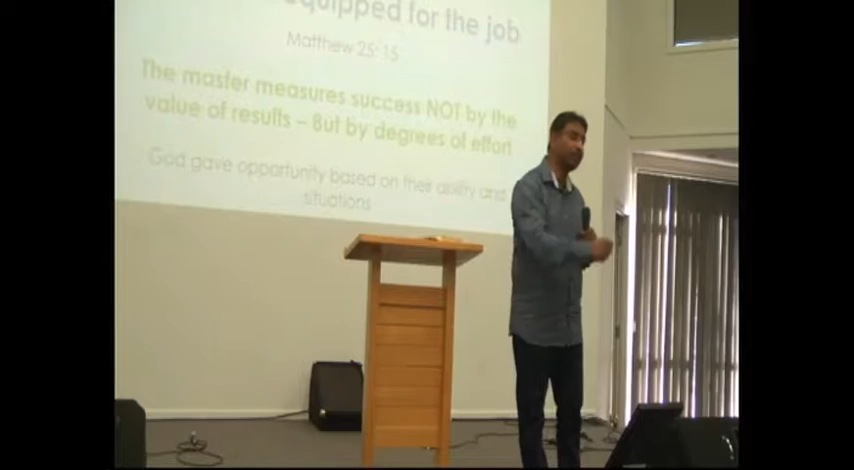 equipped for the job
Matthew 25: 15
The master measures success NOT by the
value of results – But by degrees of effort
God gave opportunity based on their ability and
situations